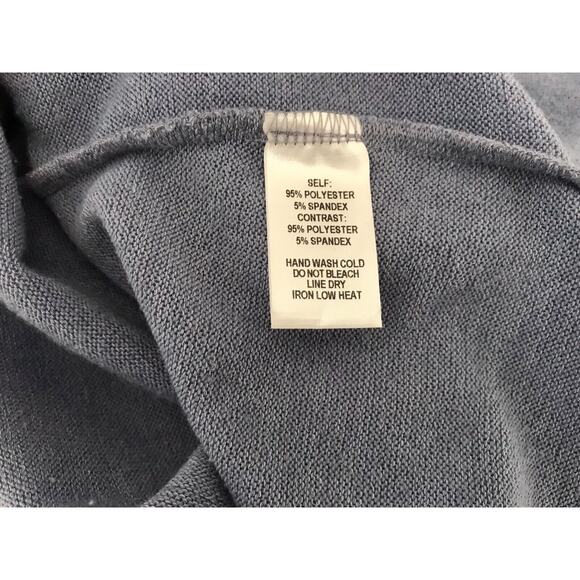 SELF:
95% POLYESTER
5% SPANDEX
CONTRAST:
95% POLYESTER
5% SPANDEX
HAND WASH COLD
DO NOT BLEACH
LINE DRY
IRON LOW HEAT